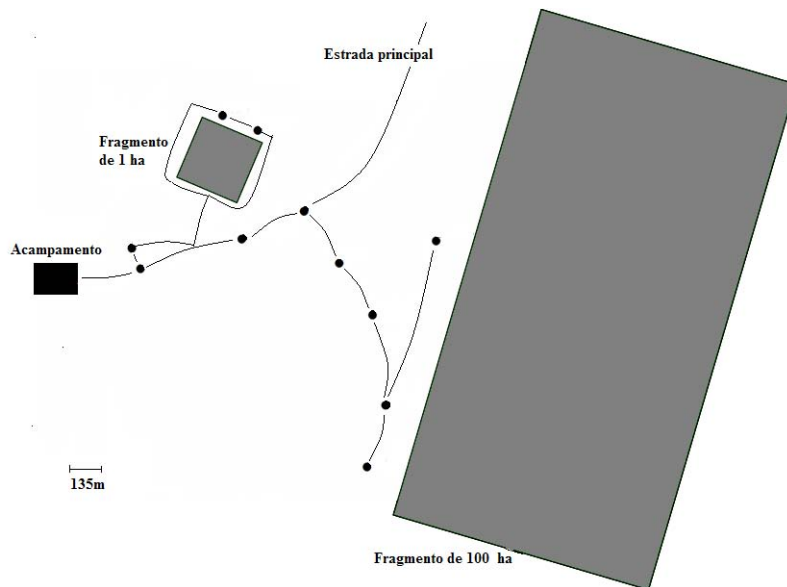 Estrada principal
Fragmento
de 1 ha
Acampamento
135m
Fragmento de 100 ha